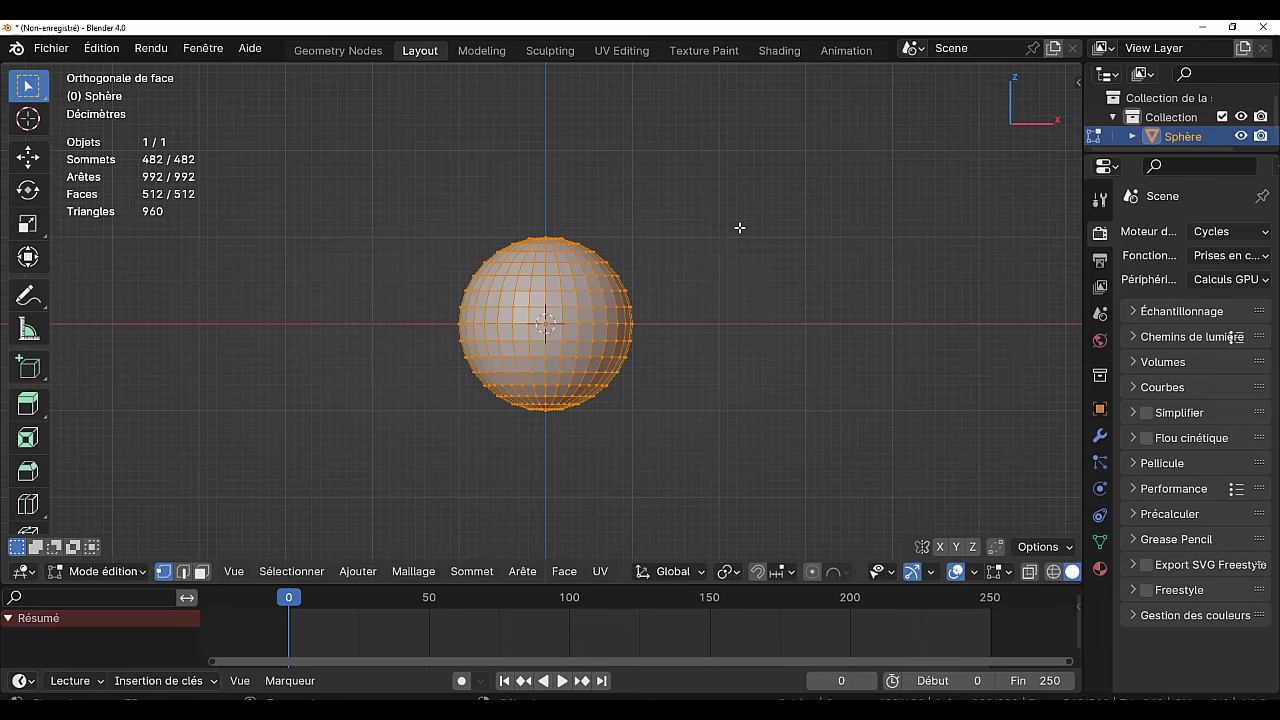 * (Non-enregistré) - Blender 4.0
Fichier Édition Rendu Fenêtre Aide Geometry Nodes Layout Modeling Sculpting UV Editing Texture Paint Shading Animation Scene View Layer
Orthogonale de face
(0) Sphère
Décimètres
Objets 1 / 1
Sommets 482 / 482
Arêtes 992 / 992
Faces 512 / 512
Triangles 960
Z
X
Collection de la
Collection
Sphère
Scene
Moteur d... Cycles
Fonction... Prises en c...
Périphéri... Calculs GPU
Échantillonnage
Chemins de lumière
Volumes
Courbes
Simplifier
Flou cinétique
Pellicule
Performance
Précalculer
Grease Pencil
Export SVG Freestyle
Freestyle
Gestion des couleurs
X Y Z Options
Mode édition Vue Sélectionner Ajouter Maillage Sommet Arête Face UV Global
0 50 100 150 200 250
Résumé
Lecture Insertion de clés Vue Marqueur 0 Début 0 Fin 250